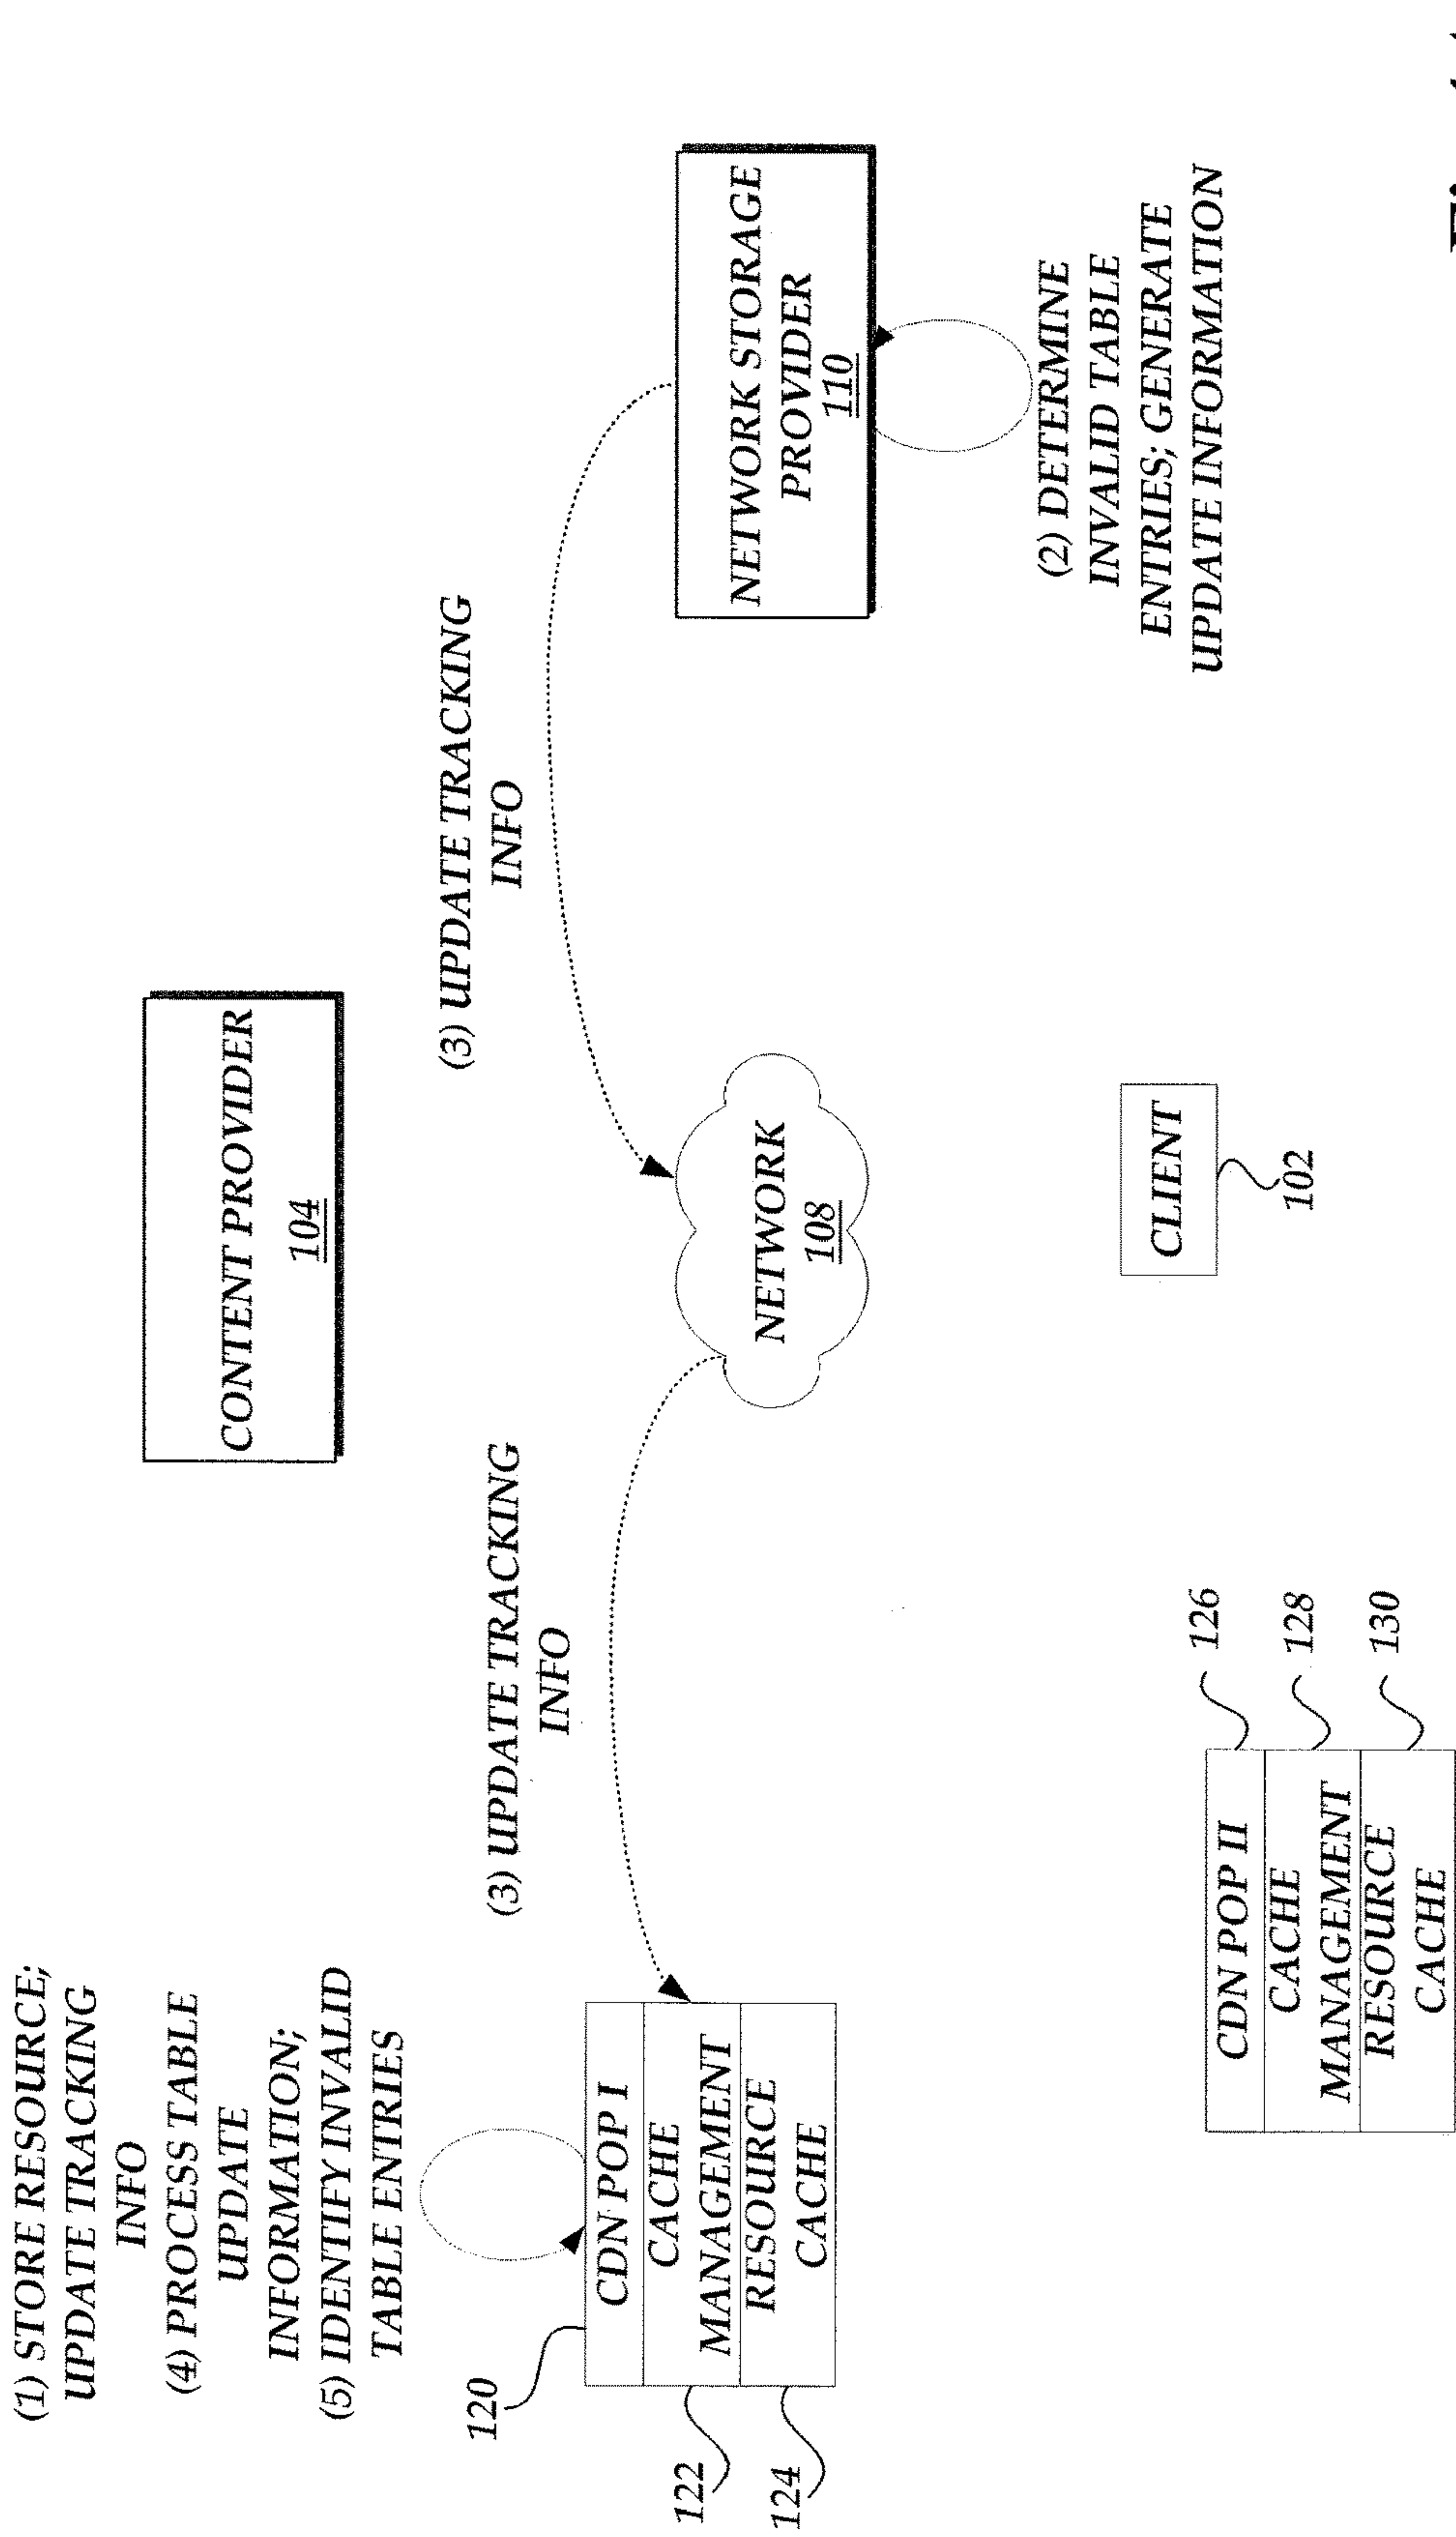 (1) STORE RESOURCE;
UPDATE TRACKING
INFO
(4) PROCESS TABLE
UPDATE
INFORMATION;
(5) IDENTIFY INVALID
TABLE ENTRIES
120
CDN POP I
122
CACHE
MANAGEMENT
124
RESOURCE
CACHE
(3) UPDATE TRACKING
INFO
CONTENT PROVIDER
104
(3) UPDATE TRACKING
INFO
NETWORK
108
NETWORK STORAGE
PROVIDER
110
(2) DETERMINE
INVALID TABLE
ENTRIES; GENERATE
UPDATE INFORMATION
CLIENT
102
CDN POP II
126
CACHE
MANAGEMENT
128
RESOURCE
CACHE
130